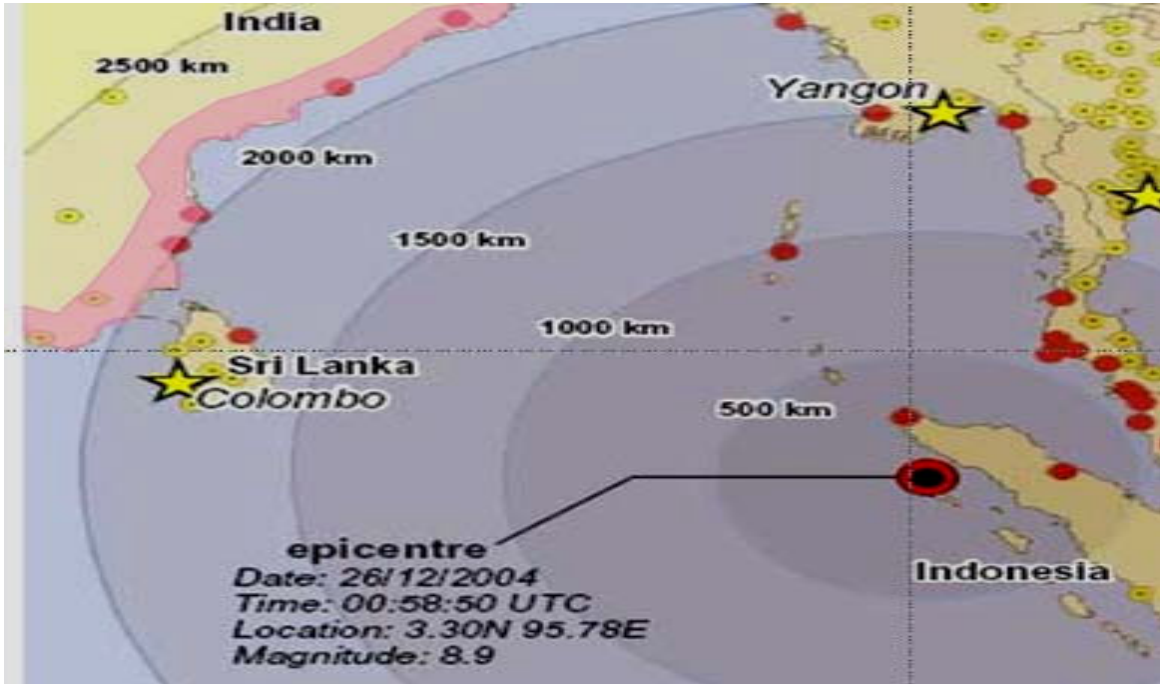 India
2500 km
Yangon
2000 km
1500 km
1000 km
Sri Lanka
Colombo
500 km
epicentre
Date: 26/12/2004
Time: 00:58:50 UTC
Location: 3.30N 95.78E
Magnitude: 8.9
Indonesia